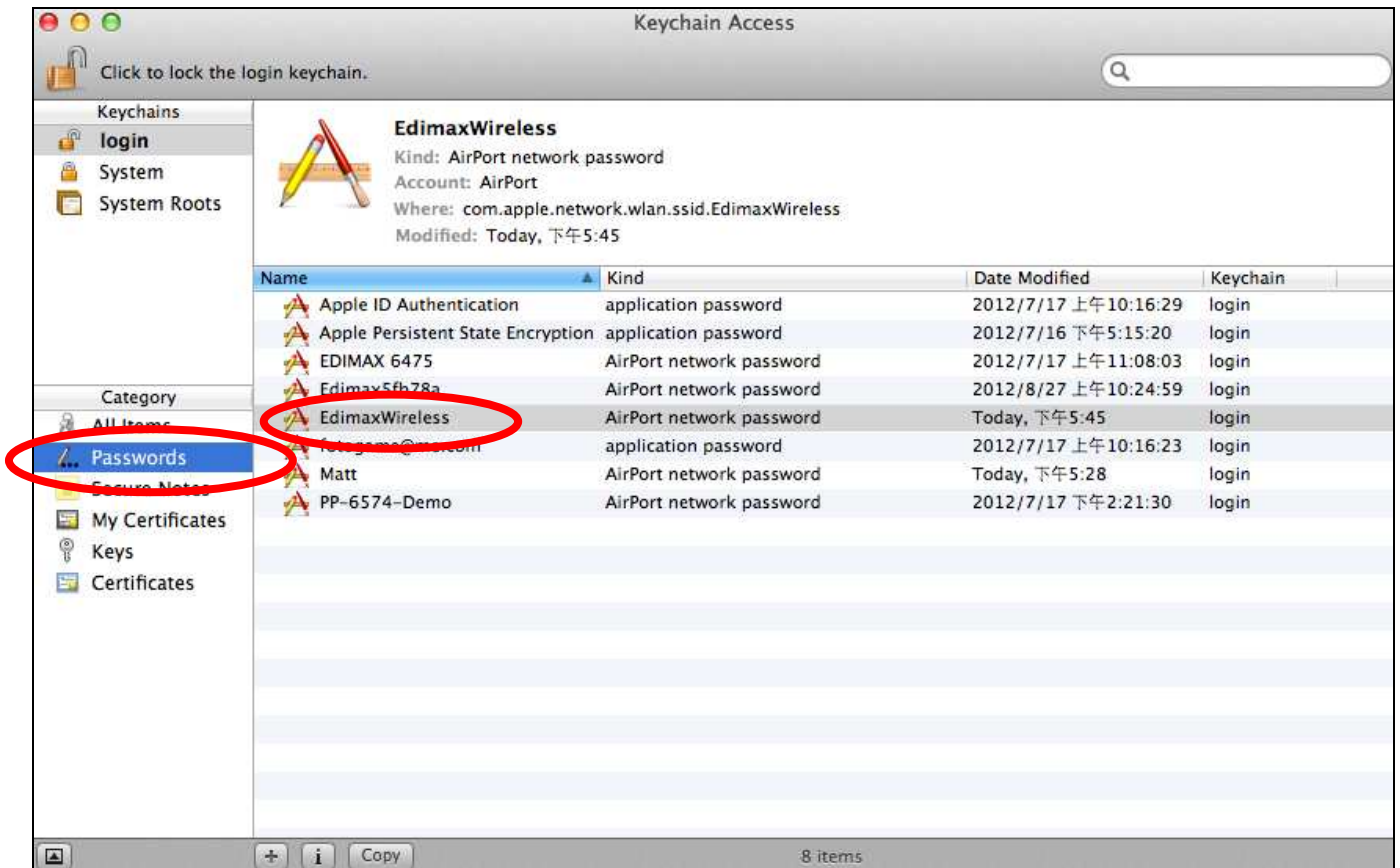 Keychain Access
Click to lock the login keychain.
Keychains
login
System
System Roots
EdimaxWireless
Kind: AirPort network password
Account: AirPort
Where: com.apple.network.wlan.ssid.EdimaxWireless
Modified: Today, 下午5:45
Name Kind Date Modified Keychain
Apple ID Authentication application password 2012/7/17 上午10:16:29 login
Apple Persistent State Encryption application password 2012/7/16 下午5:15:20 login
EDIMAX 6475 AirPort network password 2012/7/17 上午11:08:03 login
Edimax5fb78a AirPort network password 2012/8/27 上午10:24:59 login
EdimaxWireless AirPort network password Today, 下午5:45 login
application password 2012/7/17 上午10:16:23 login
Matt AirPort network password Today, 下午5:28 login
PP-6574-Demo AirPort network password 2012/7/17 下午2:21:30 login
Category
All Items
Passwords
Secure Notes
My Certificates
Keys
Certificates
Copy
8 items